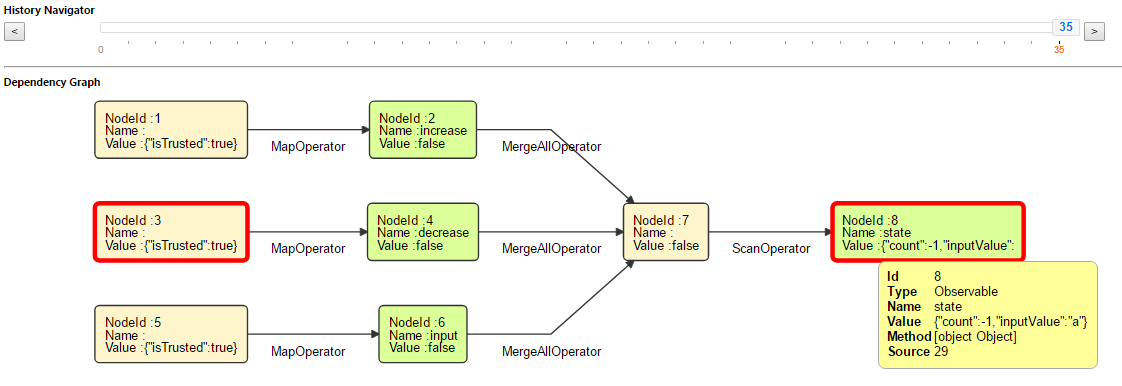 History Navigator
<
35
>
0
35
Dependency Graph
NodeId :1
Name :
Value :{"isTrusted":true}
MapOperator
NodeId :2
Name :increase
Value :false
MergeAllOperator
NodeId :3
Name :
Value :{"isTrusted":true}
MapOperator
NodeId :4
Name :decrease
Value :false
MergeAllOperator
NodeId :7
Name :
Value :false
ScanOperator
NodeId :8
Name :state
Value :{"count":-1,"inputValue":
Id 8
Type Observable
Name state
Value {"count":-1,"inputValue":"a"}
Method [object Object]
Source 29
NodeId :5
Name :
Value :{"isTrusted":true}
MapOperator
NodeId :6
Name :input
Value :false
MergeAllOperator